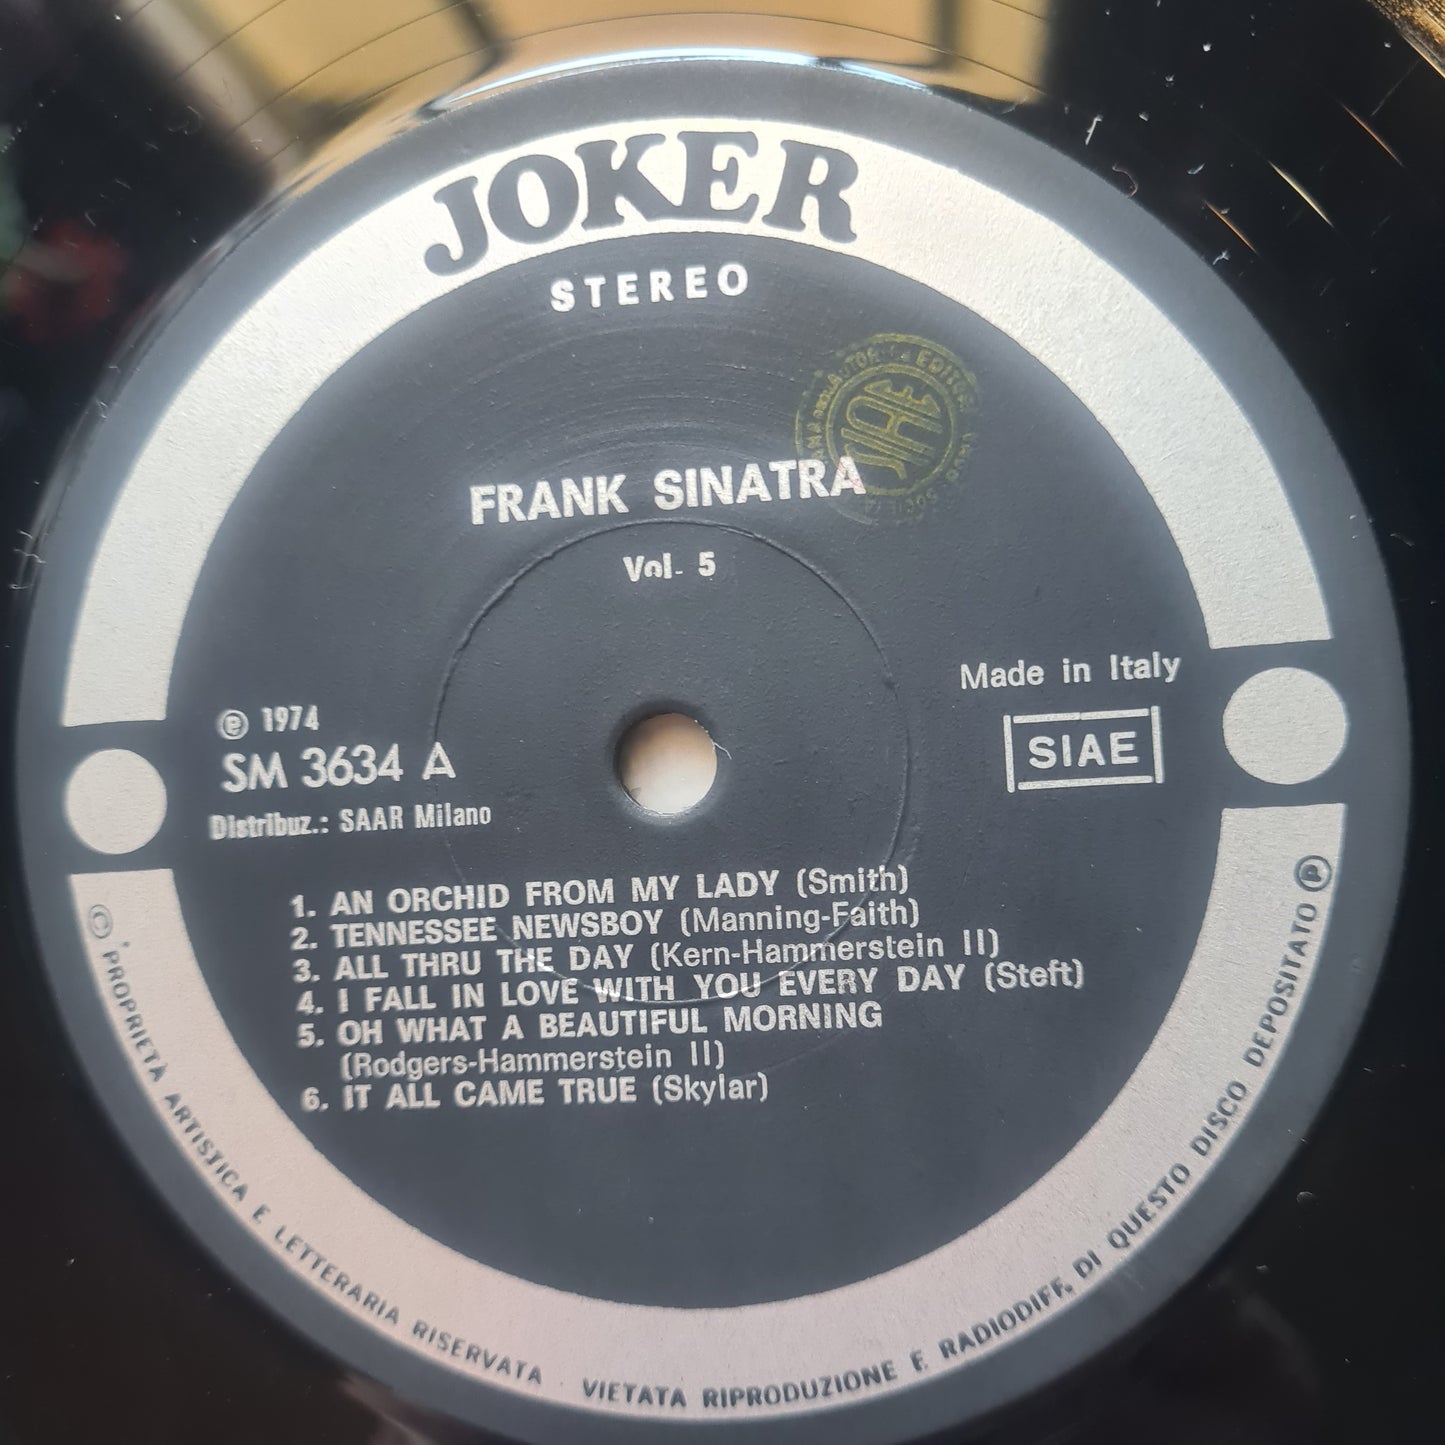 JOKER
STEREO
FRANK SINATRA
Vol. 5
Made in Italy
SIAE
℗ 1974
SM 3634 A
Distribuz.: SAAR Milano
1. AN ORCHID FROM MY LADY (Smith)
2. TENNESSEE NEWSBOY (Manning-Faith)
3. ALL THRU THE DAY (Kern-Hammerstein II)
4. I FALL IN LOVE WITH YOU EVERY DAY (Steft)
5. OH WHAT A BEAUTIFUL MORNING
(Rodgers-Hammerstein II)
6. IT ALL CAME TRUE (Skylar)
© PROPRIETÀ ARTISTICA E LETTERARIA RISERVATA VIETATA RIPRODUZIONE E RADIODIFF. DI QUESTO DISCO DEPOSITATO ℗